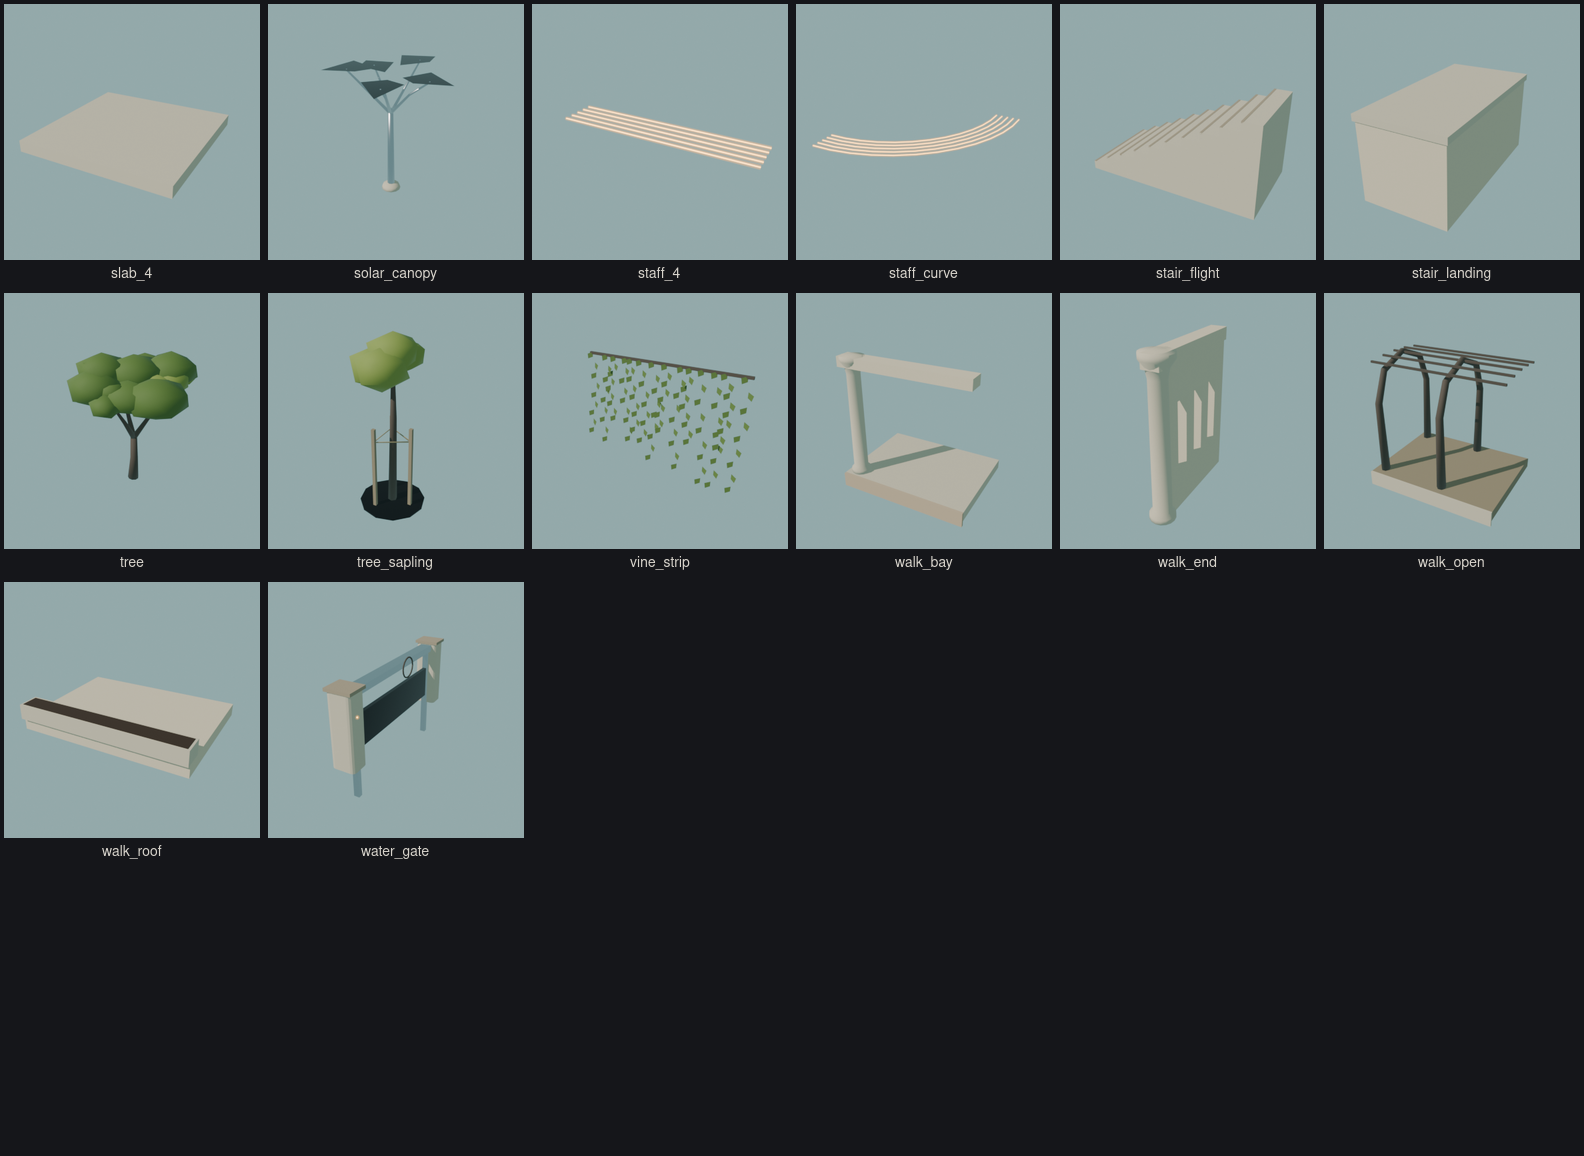 slab_4
solar_canopy
staff_4
staff_curve
stair_flight
stair_landing
tree
tree_sapling
vine_strip
walk_bay
walk_end
walk_open
walk_roof
water_gate